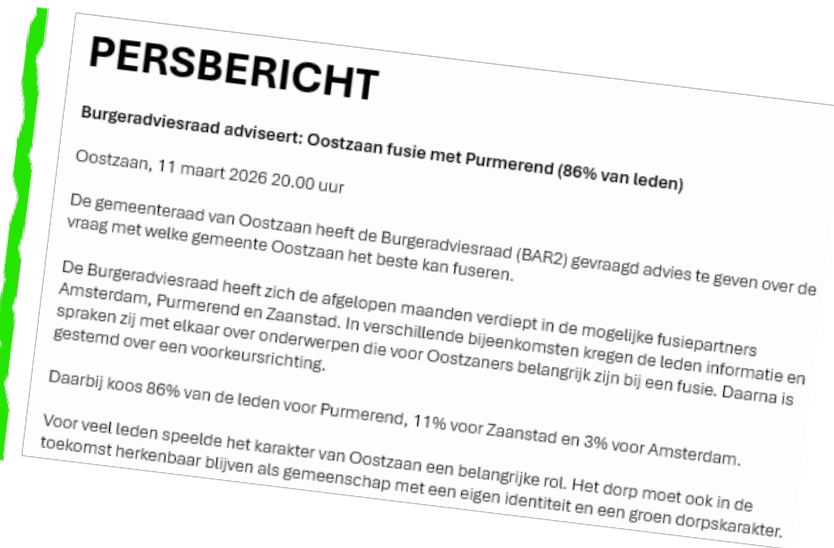 PERSBERICHT
Burgeradviesraad adviseert: Oostzaan fusie met Purmerend (86% van leden)
Oostzaan, 11 maart 2026 20.00 uur
De gemeenteraad van Oostzaan heeft de Burgeradviesraad (BAR2) gevraagd advies te geven over de
vraag met welke gemeente Oostzaan het beste kan fuseren.
De Burgeradviesraad heeft zich de afgelopen maanden verdiept in de mogelijke fusiepartners
Amsterdam, Purmerend en Zaanstad. In verschillende bijeenkomsten kregen de leden informatie en
spraken zij met elkaar over onderwerpen die voor Oostzaners belangrijk zijn bij een fusie. Daarna is
gestemd over een voorkeursrichting.
Daarbij koos 86% van de leden voor Purmerend, 11% voor Zaanstad en 3% voor Amsterdam.
Voor veel leden speelde het karakter van Oostzaan een belangrijke rol. Het dorp moet ook in de
toekomst herkenbaar blijven als gemeenschap met een eigen identiteit en een groen dorpskarakter.